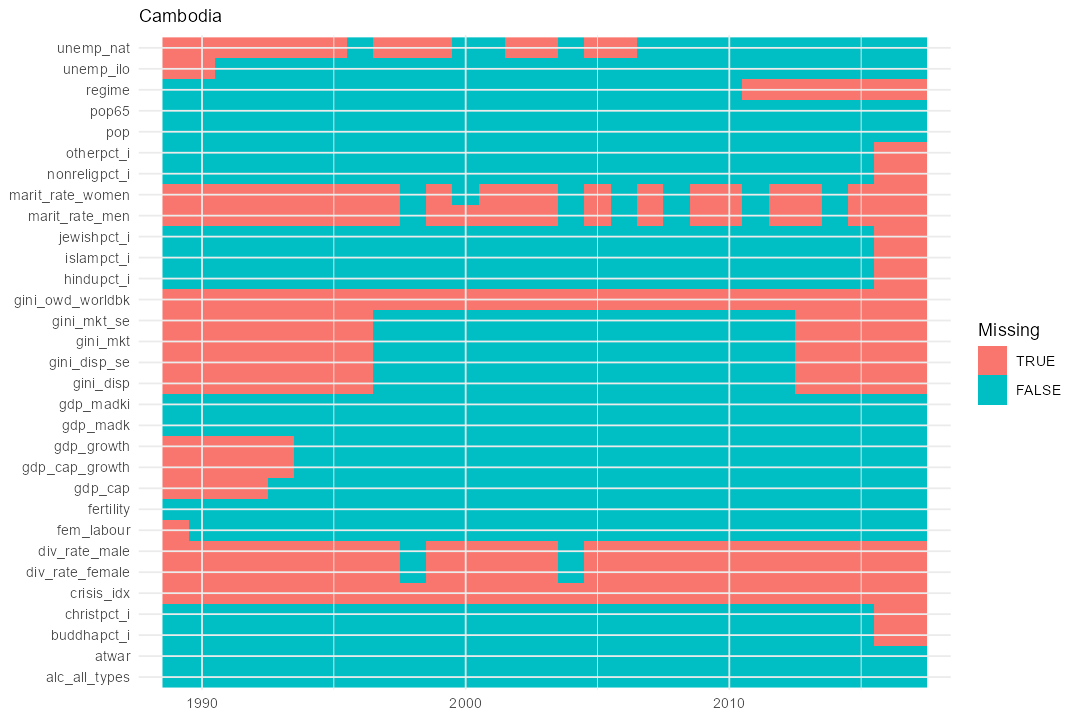 Cambodia
unemp_nat
unemp_ilo
regime
pop65
pop
otherpct_i
nonreligpct_i
marit_rate_women
marit_rate_men
jewishpct_i
islampct_i
hindupct_i
gini_owd_worldbk
gini_mkt_se
gini_mkt
gini_disp_se
gini_disp
gdp_madki
gdp_madk
gdp_growth
gdp_cap_growth
gdp_cap
fertility
fem_labour
div_rate_male
div_rate_female
crisis_idx
christpct_i
buddhapct_i
atwar
alc_all_types
1990 2000 2010
Missing
TRUE
FALSE